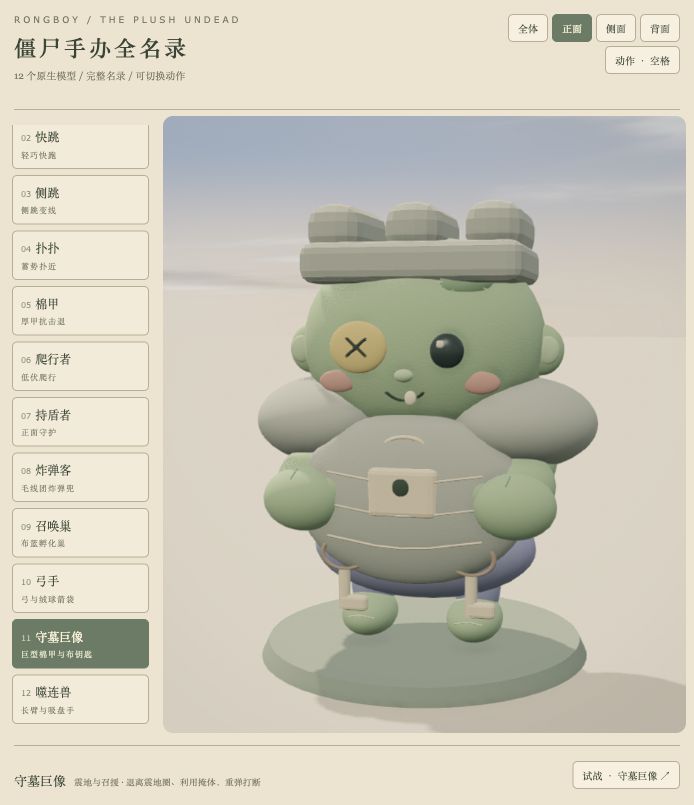 RONGBOY / THE PLUSH UNDEAD
僵尸手办全名录
12 个原生模型 / 完整名录 / 可切换动作
全体
正面
侧面
背面
动作 · 空格
02 快跳
轻巧快跑
03 侧跳
侧跳变线
04 扑扑
蓄势扑近
05 棉甲
厚甲抗击退
06 爬行者
低伏爬行
07 持盾者
正面守护
08 炸弹客
毛线团炸弹兜
09 召唤巢
布篮孵化巢
10 弓手
弓与绒球箭袋
11 守墓巨像
巨型棉甲与布钥匙
12 噬连兽
长臂与吸盘手
守墓巨像 震地与召援 · 退离震地圈、利用掩体、重弹打断
试战 · 守墓巨像 ↗